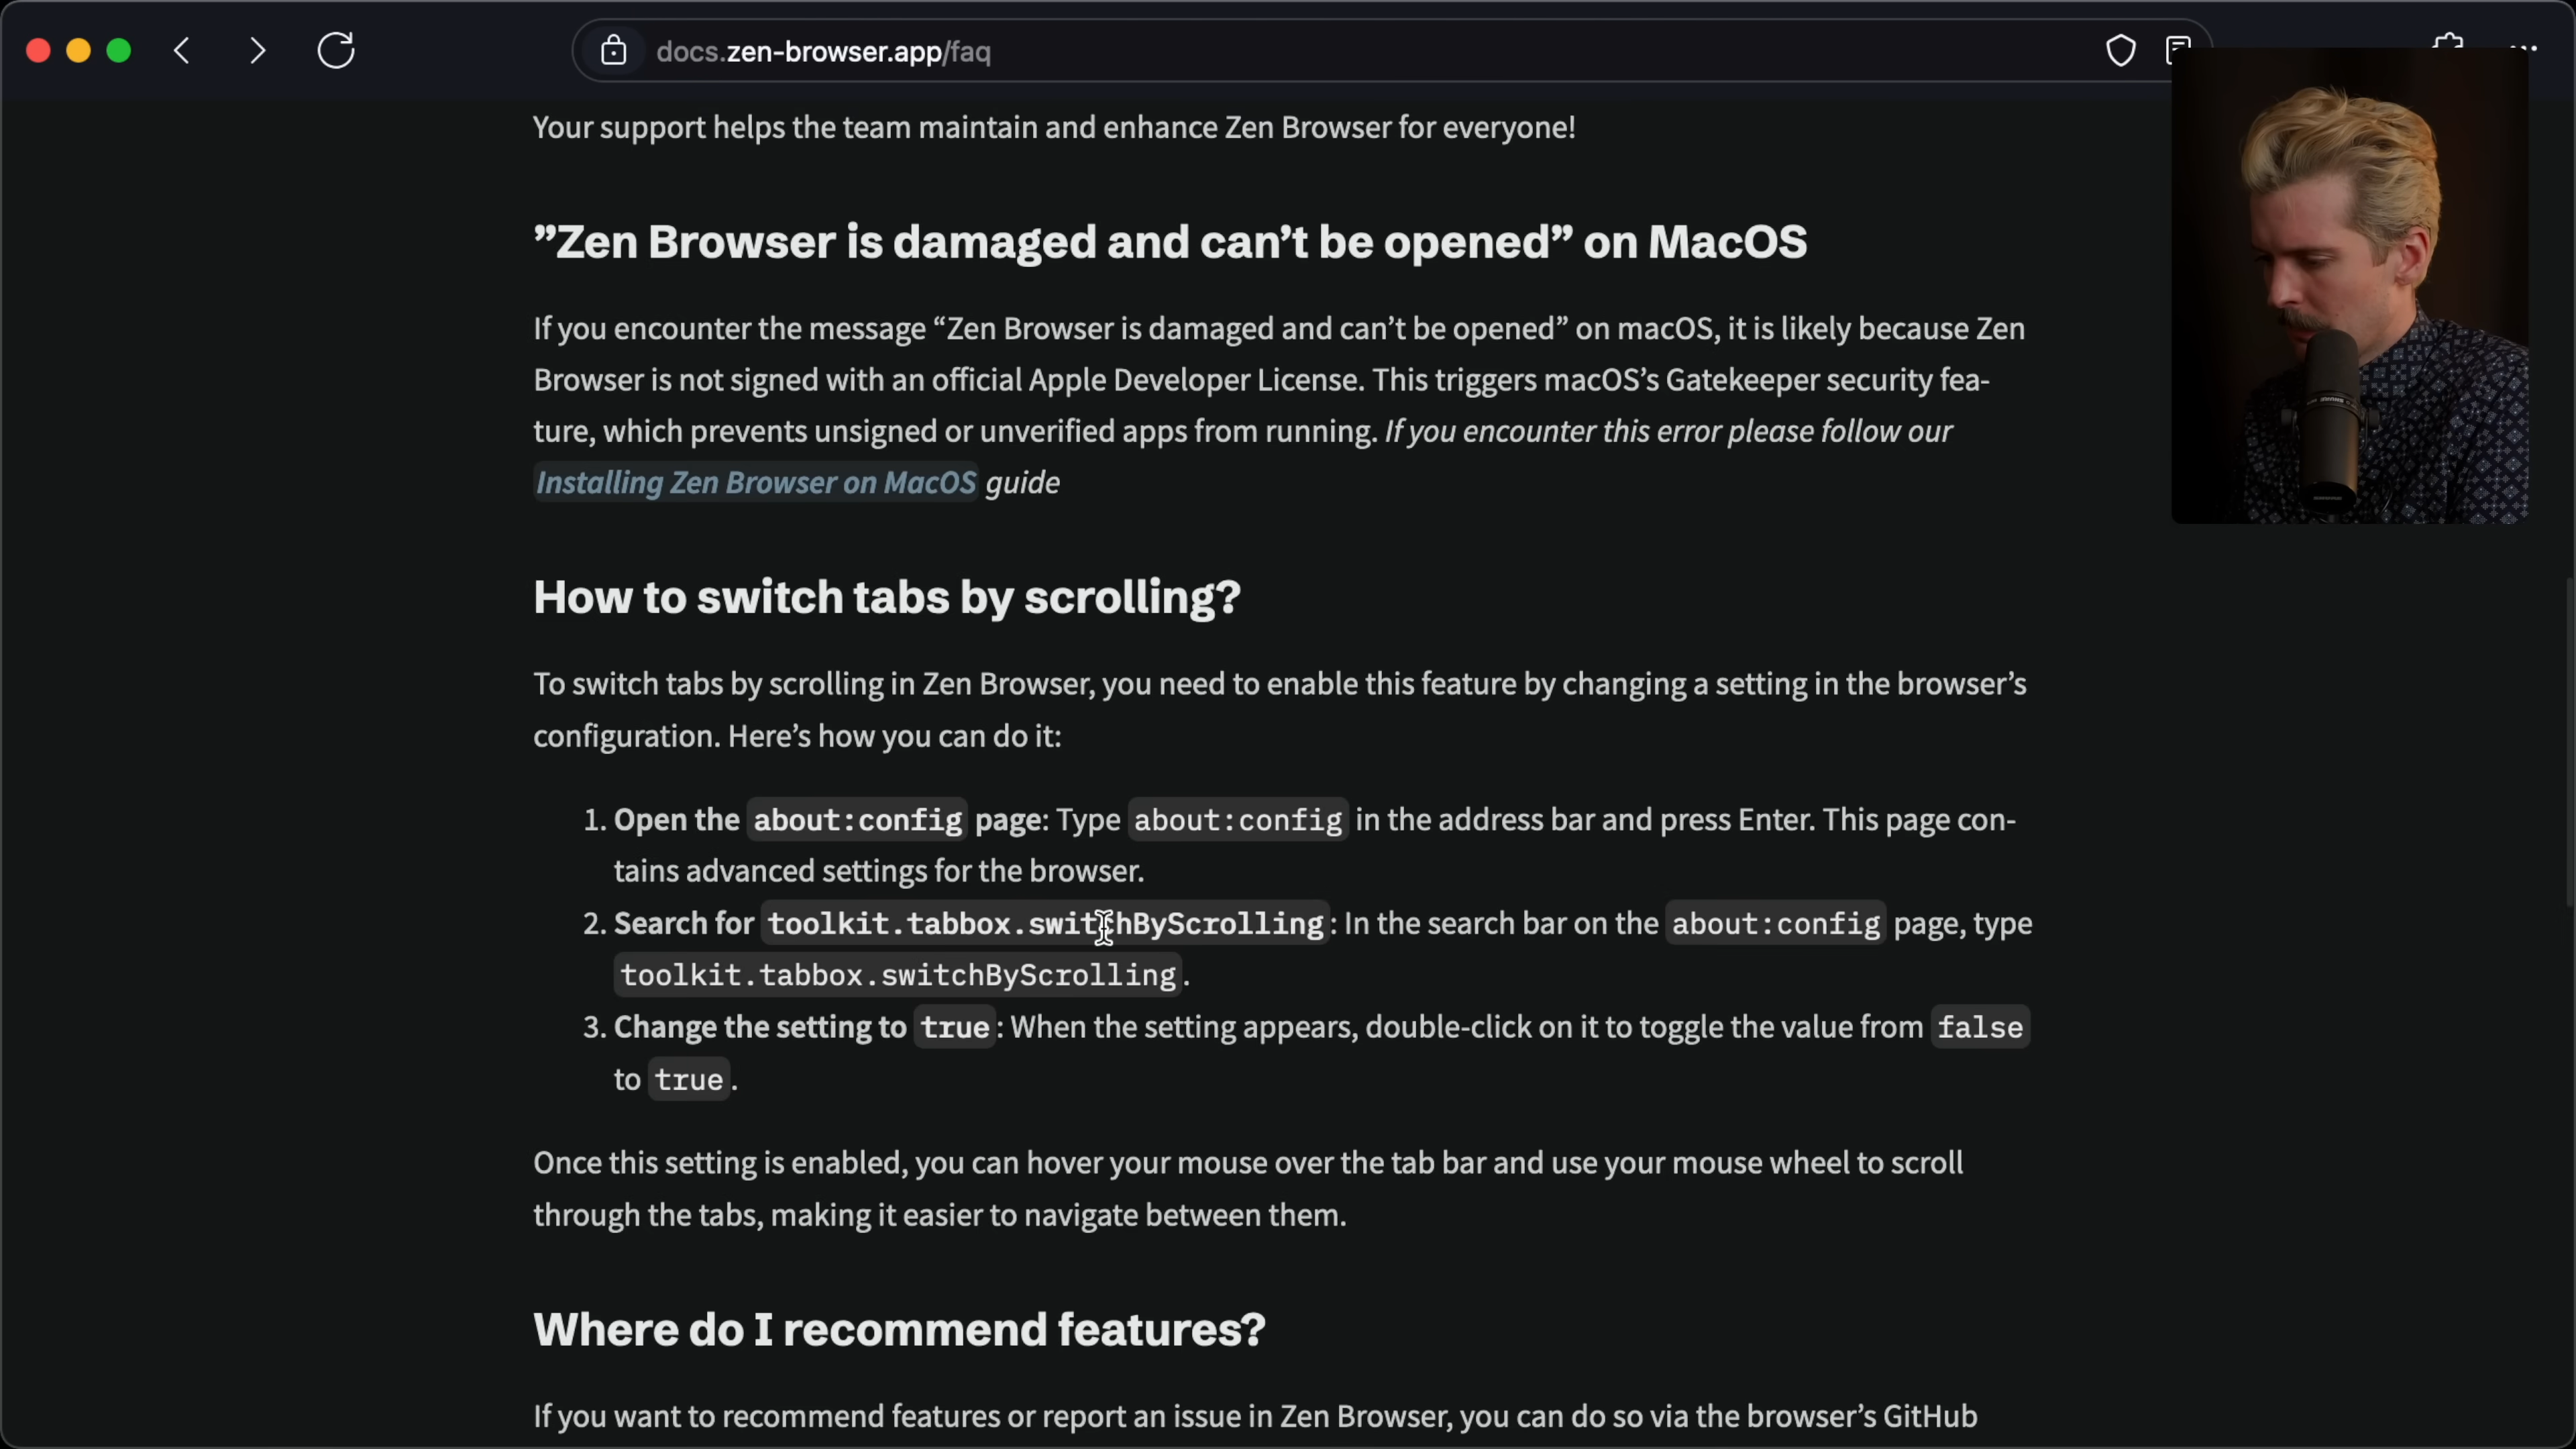 docs.zen-browser.app/faq
Your support helps the team maintain and enhance Zen Browser for everyone!
”Zen Browser is damaged and can’t be opened” on MacOS
If you encounter the message “Zen Browser is damaged and can’t be opened” on macOS, it is likely because Zen
Browser is not signed with an official Apple Developer License. This triggers macOS’s Gatekeeper security fea-
ture, which prevents unsigned or unverified apps from running. If you encounter this error please follow our
Installing Zen Browser on MacOS guide
How to switch tabs by scrolling?
To switch tabs by scrolling in Zen Browser, you need to enable this feature by changing a setting in the browser’s
configuration. Here’s how you can do it:
1. Open the about:config page: Type about:config in the address bar and press Enter. This page con-
tains advanced settings for the browser.
2. Search for toolkit.tabbox.switchByScrolling: In the search bar on the about:config page, type
toolkit.tabbox.switchByScrolling.
3. Change the setting to true: When the setting appears, double-click on it to toggle the value from false
to true.
Once this setting is enabled, you can hover your mouse over the tab bar and use your mouse wheel to scroll
through the tabs, making it easier to navigate between them.
Where do I recommend features?
If you want to recommend features or report an issue in Zen Browser, you can do so via the browser’s GitHub